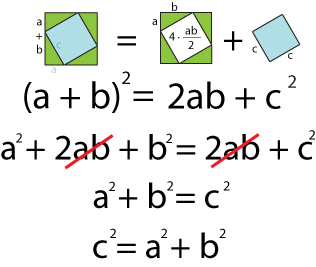 a + b c a = b a 4 · ab/2 + c c
(a + b)² = 2ab + c²
a² + 2ab + b² = 2ab + c²
a² + b² = c²
c² = a² + b²